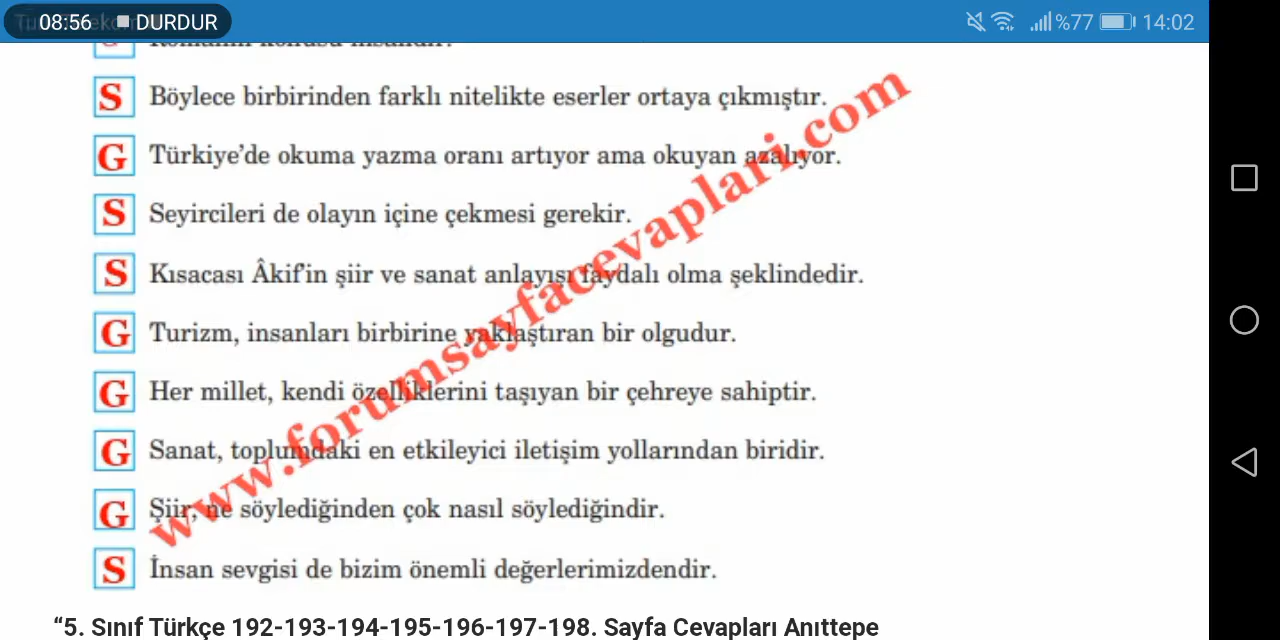 08:56 DURDUR %77 14:02
S Böylece birbirinden farklı nitelikte eserler ortaya çıkmıştır.
G Türkiye'de okuma yazma oranı artıyor ama okuyan azalıyor.
S Seyircileri de olayın içine çekmesi gerekir.
S Kısacası Âkif'in şiir ve sanat anlayışı faydalı olma şeklindedir.
G Turizm, insanları birbirine yaklaştıran bir olgudur.
G Her millet, kendi özelliklerini taşıyan bir çehreye sahiptir.
G Sanat, toplumdaki en etkileyici iletişim yollarından biridir.
G Şiir, ne söylediğinden çok nasıl söylediğindir.
S İnsan sevgisi de bizim önemli değerlerimizdendir.
www.forumsayfacevaplari.com
“5. Sınıf Türkçe 192-193-194-195-196-197-198. Sayfa Cevapları Anıttepe